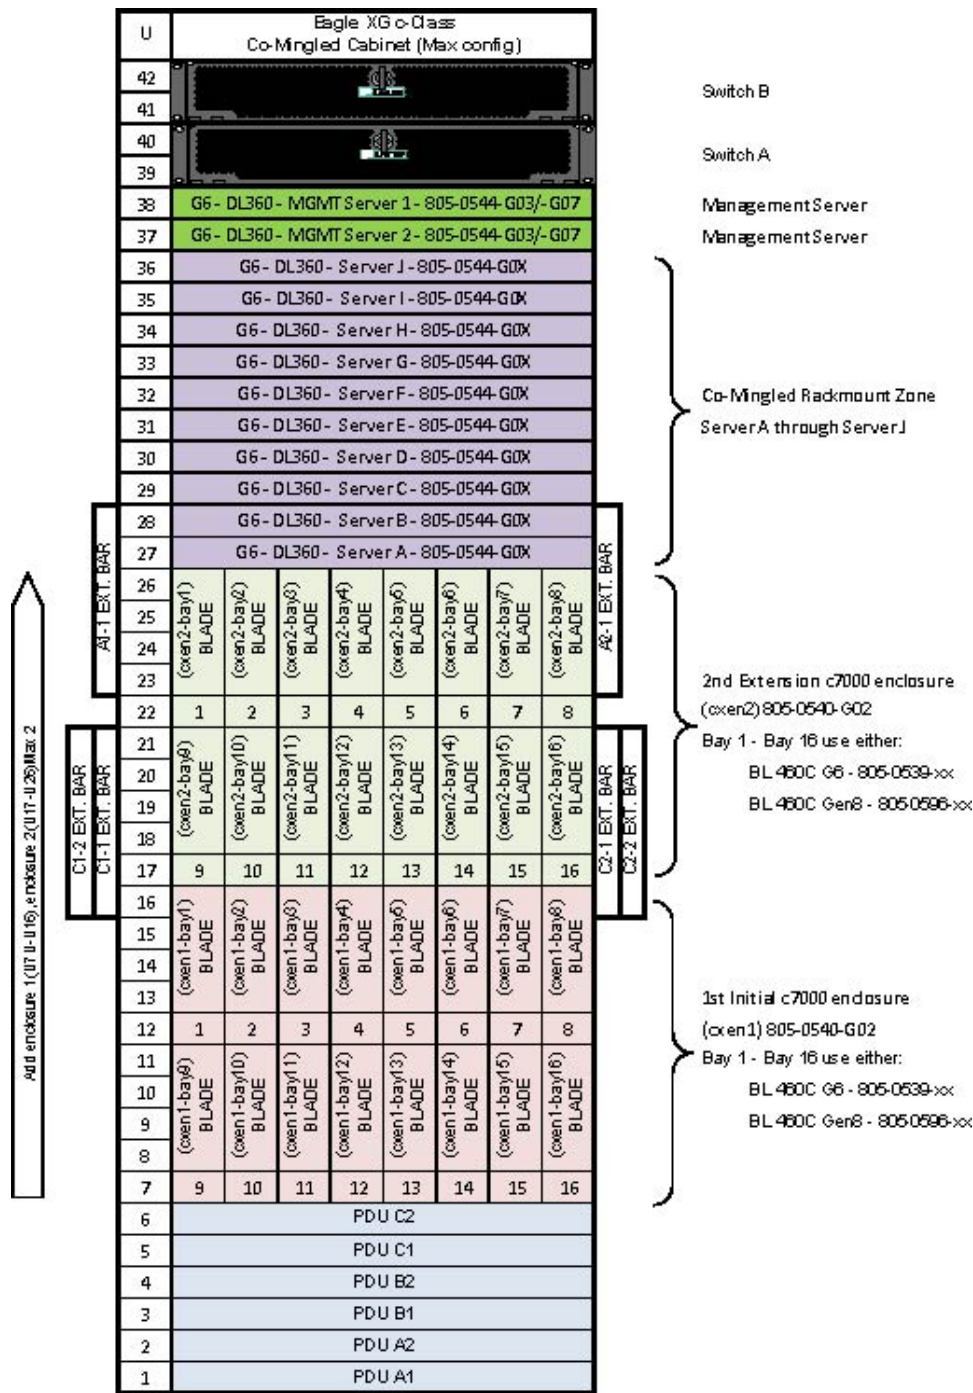 U
Eagle XG c-Class
Co-Mingled Cabinet (Max config)
42
41
Switch B
40
39
Switch A
38 G6 - DL360 - MGMT Server 1 - 805-0544-G03/-G07 Management Server
37 G6 - DL360 - MGMT Server 2 - 805-0544-G03/-G07 Management Server
36 G6 - DL360 - Server J - 805-0544-G0X
35 G6 - DL360 - Server I - 805-0544-G0X
34 G6 - DL360 - Server H - 805-0544-G0X
33 G6 - DL360 - Server G - 805-0544-G0X
32 G6 - DL360 - Server F - 805-0544-G0X
31 G6 - DL360 - Server E - 805-0544-G0X
30 G6 - DL360 - Server D - 805-0544-G0X
29 G6 - DL360 - Server C - 805-0544-G0X
28 G6 - DL360 - Server B - 805-0544-G0X
27 G6 - DL360 - Server A - 805-0544-G0X
Co-Mingled Rackmount Zone
Server A through Server J
A1-1 EXT. BAR
A2-1 EXT. BAR
26
25
24
23
(cxen2-bay1)
BLADE
(cxen2-bay2)
BLADE
(cxen2-bay3)
BLADE
(cxen2-bay4)
BLADE
(cxen2-bay5)
BLADE
(cxen2-bay6)
BLADE
(cxen2-bay7)
BLADE
(cxen2-bay8)
BLADE
22 1 2 3 4 5 6 7 8
21
20
19
18
(cxen2-bay9)
BLADE
(cxen2-bay10)
BLADE
(cxen2-bay11)
BLADE
(cxen2-bay12)
BLADE
(cxen2-bay13)
BLADE
(cxen2-bay14)
BLADE
(cxen2-bay15)
BLADE
(cxen2-bay16)
BLADE
17 9 10 11 12 13 14 15 16
2nd Extension c7000 enclosure
(cxen2) 805-0540-G02
Bay 1 - Bay 16 use either:
BL 460C G6 - 805-0539-xx
BL 460C Gen8 - 805-0596-xx
C1-2 EXT. BAR
C1-1 EXT. BAR
C2-1 EXT. BAR
C2-2 EXT. BAR
Add enclosure 1(U7 U-U16), enclosure 2(U17-U26)Max 2
16
15
14
13
(cxen1-bay1)
BLADE
(cxen1-bay2)
BLADE
(cxen1-bay3)
BLADE
(cxen1-bay4)
BLADE
(cxen1-bay5)
BLADE
(cxen1-bay6)
BLADE
(cxen1-bay7)
BLADE
(cxen1-bay8)
BLADE
12 1 2 3 4 5 6 7 8
11
10
9
8
(cxen1-bay9)
BLADE
(cxen1-bay10)
BLADE
(cxen1-bay11)
BLADE
(cxen1-bay12)
BLADE
(cxen1-bay13)
BLADE
(cxen1-bay14)
BLADE
(cxen1-bay15)
BLADE
(cxen1-bay16)
BLADE
7 9 10 11 12 13 14 15 16
1st Initial c7000 enclosure
(cxen1) 805-0540-G02
Bay 1 - Bay 16 use either:
BL 460C G6 - 805-0539-xx
BL 460C Gen8 - 805-0596-xx
6 PDU C2
5 PDU C1
4 PDU B2
3 PDU B1
2 PDU A2
1 PDU A1